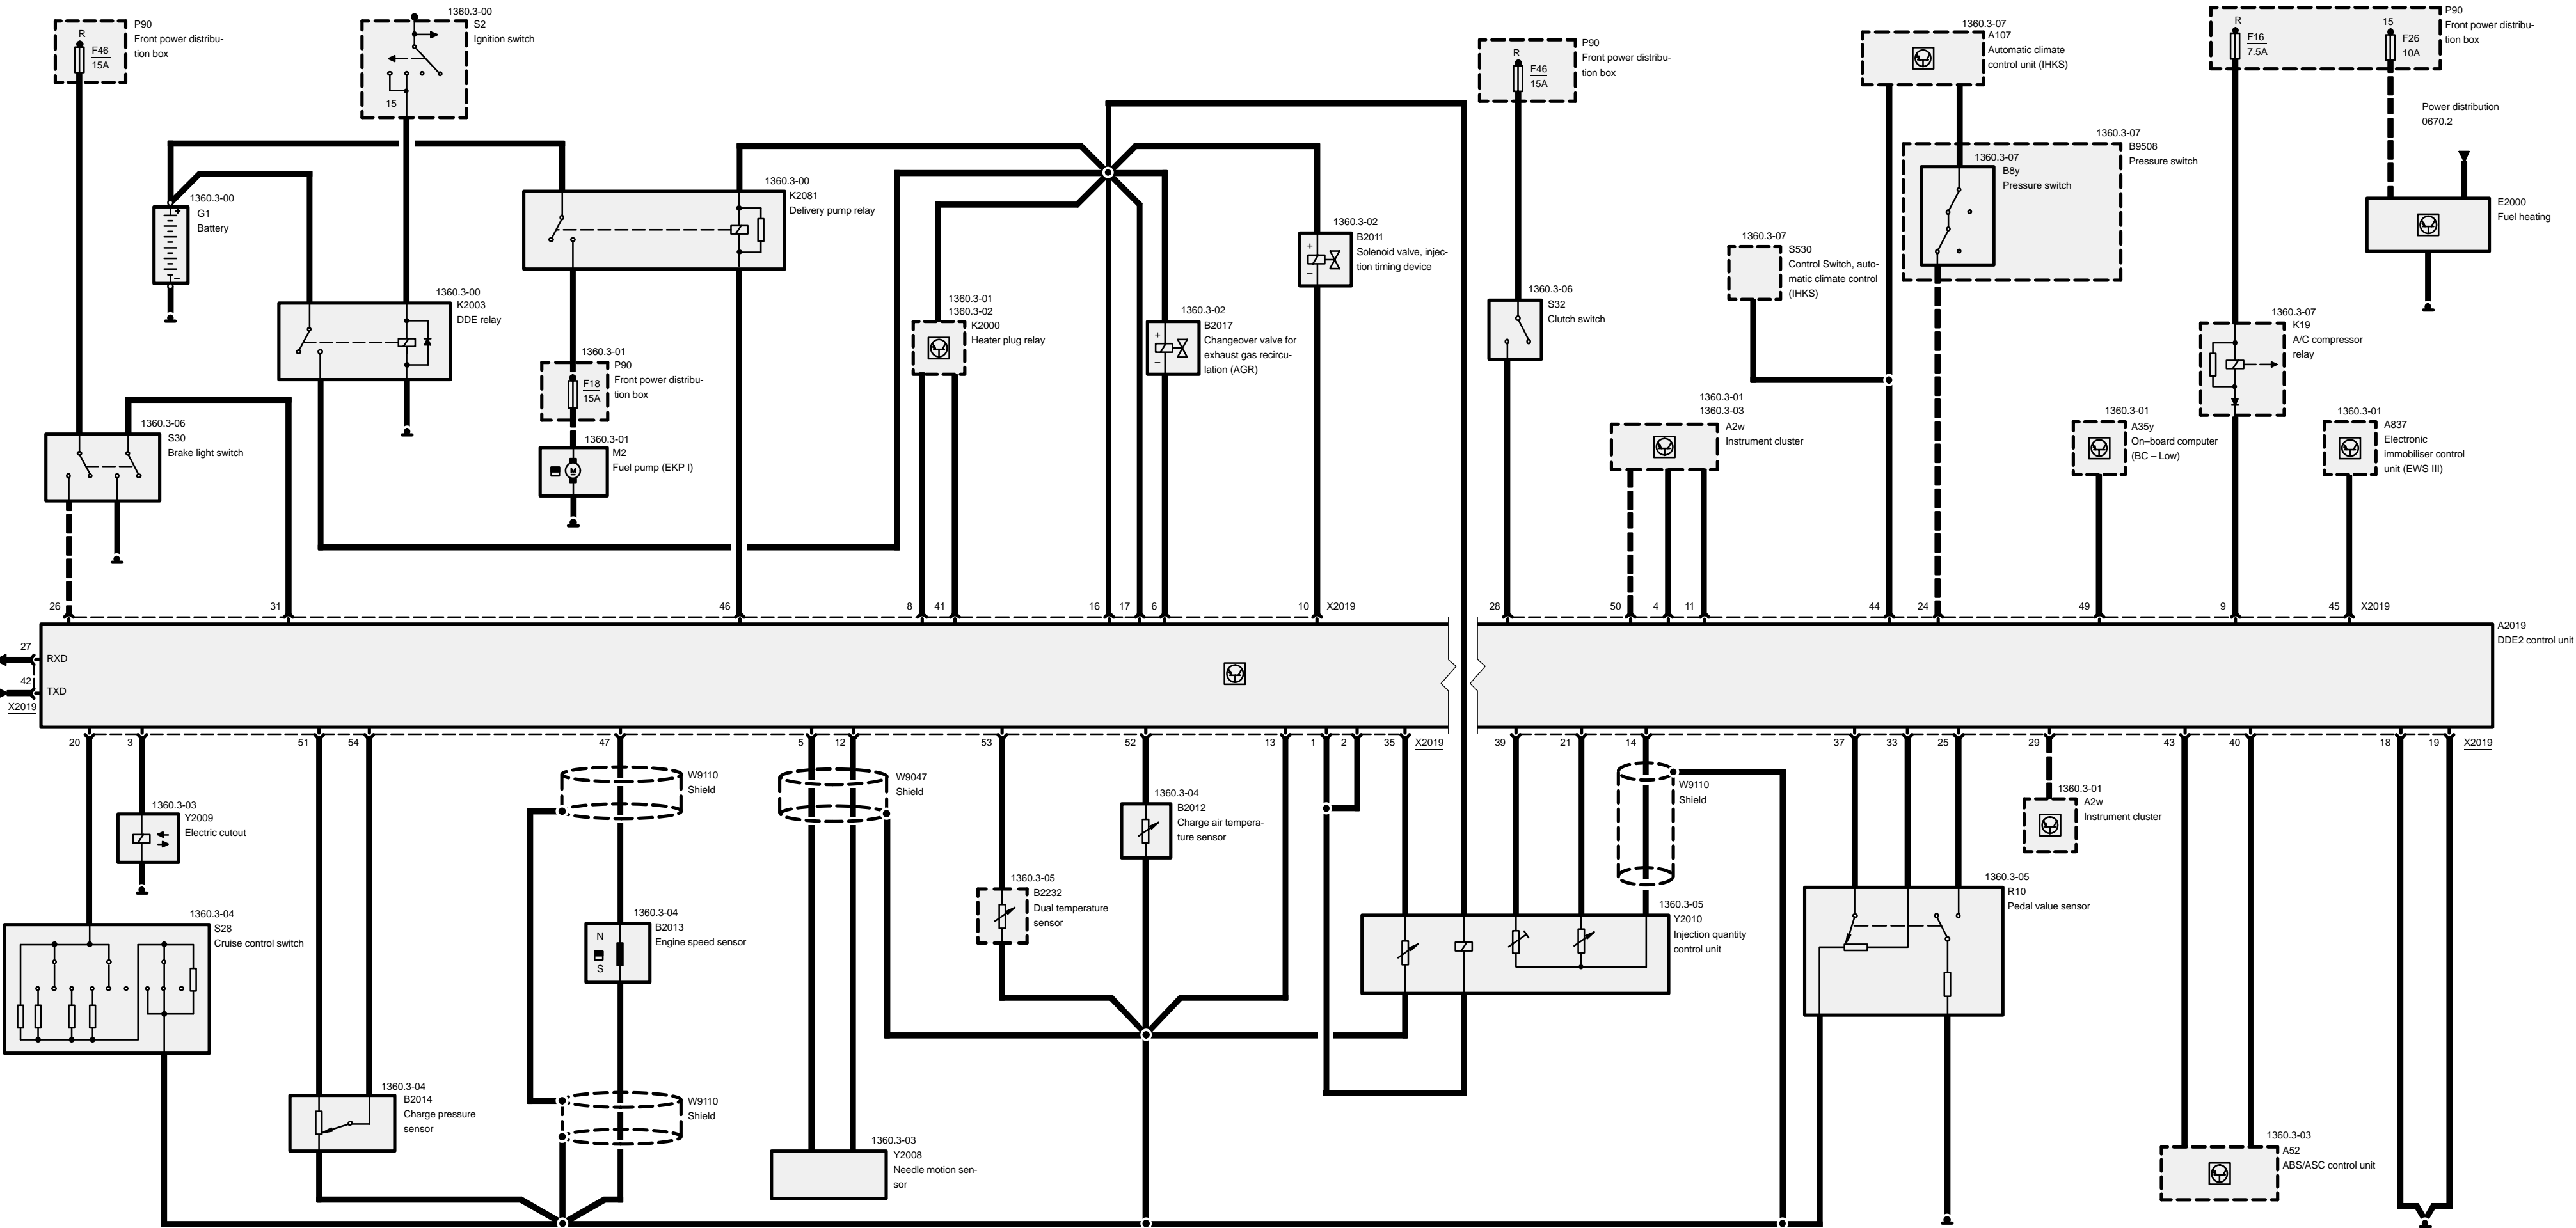 P90
Front power distribu-
tion box
R
F46
15A
1360.3-00
S2
Ignition switch
15
1360.3-00
G1
Battery
1360.3-00
K2003
DDE relay
1360.3-00
K2081
Delivery pump relay
1360.3-01
P90
Front power distribu-
tion box
F18
15A
1360.3-01
M2
Fuel pump (EKP I)
M
1360.3-06
S30
Brake light switch
1360.3-01
1360.3-02
K2000
Heater plug relay
1360.3-02
B2017
Changeover valve for
exhaust gas recircu-
lation (AGR)
+
–
1360.3-02
B2011
Solenoid valve, injec-
tion timing device
+
–
P90
Front power distribu-
tion box
R
F46
15A
1360.3-06
S32
Clutch switch
1360.3-07
A107
Automatic climate
control unit (IHKS)
1360.3-07
B9508
Pressure switch
1360.3-07
B8y
Pressure switch
1360.3-07
S530
Control Switch, auto-
matic climate control
(IHKS)
1360.3-01
1360.3-03
A2w
Instrument cluster
P90
Front power distribu-
tion box
R
F16
7.5A
15
F26
10A
Power distribution
0670.2
E2000
Fuel heating
1360.3-07
K19
A/C compressor
relay
1360.3-01
A35y
On–board computer
(BC – Low)
1360.3-01
A837
Electronic
immobiliser control
unit (EWS III)
26
31
46
8
41
16
17
6
10
X2019
28
50
4
11
44
24
49
9
45
X2019
A2019
DDE2 control unit
27
RXD
42
TXD
X2019
20
3
51
54
47
5
12
53
52
13
1
2
35
X2019
39
21
14
37
33
25
29
43
40
18
19
X2019
1360.3-03
Y2009
Electric cutout
1360.3-04
S28
Cruise control switch
1360.3-04
B2014
Charge pressure
sensor
W9110
Shield
1360.3-04
B2013
Engine speed sensor
N
S
W9110
Shield
W9047
Shield
1360.3-03
Y2008
Needle motion sen-
sor
1360.3-05
B2232
Dual temperature
sensor
1360.3-04
B2012
Charge air tempera-
ture sensor
W9110
Shield
1360.3-05
Y2010
Injection quantity
control unit
1360.3-05
R10
Pedal value sensor
1360.3-01
A2w
Instrument cluster
1360.3-03
A52
ABS/ASC control unit